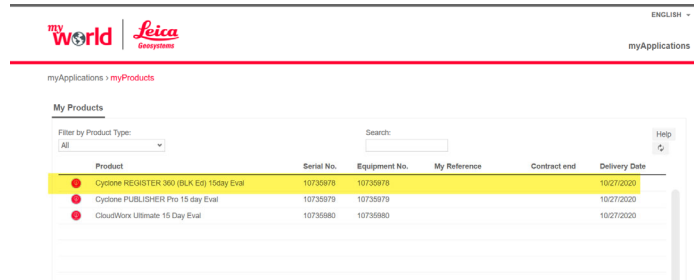 ENGLISH
my
world
Leica
Geosystems
myApplications
myApplications > myProducts
My Products
Filter by Product Type:
Search:
Help
All
Product Serial No. Equipment No. My Reference Contract end Delivery Date
Cyclone REGISTER 360 (BLK Ed) 15day Eval 10735978 10735978 10/27/2020
Cyclone PUBLISHER Pro 15 day Eval 10735979 10735979 10/27/2020
CloudWorx Ultimate 15 Day Eval 10735980 10735980 10/27/2020